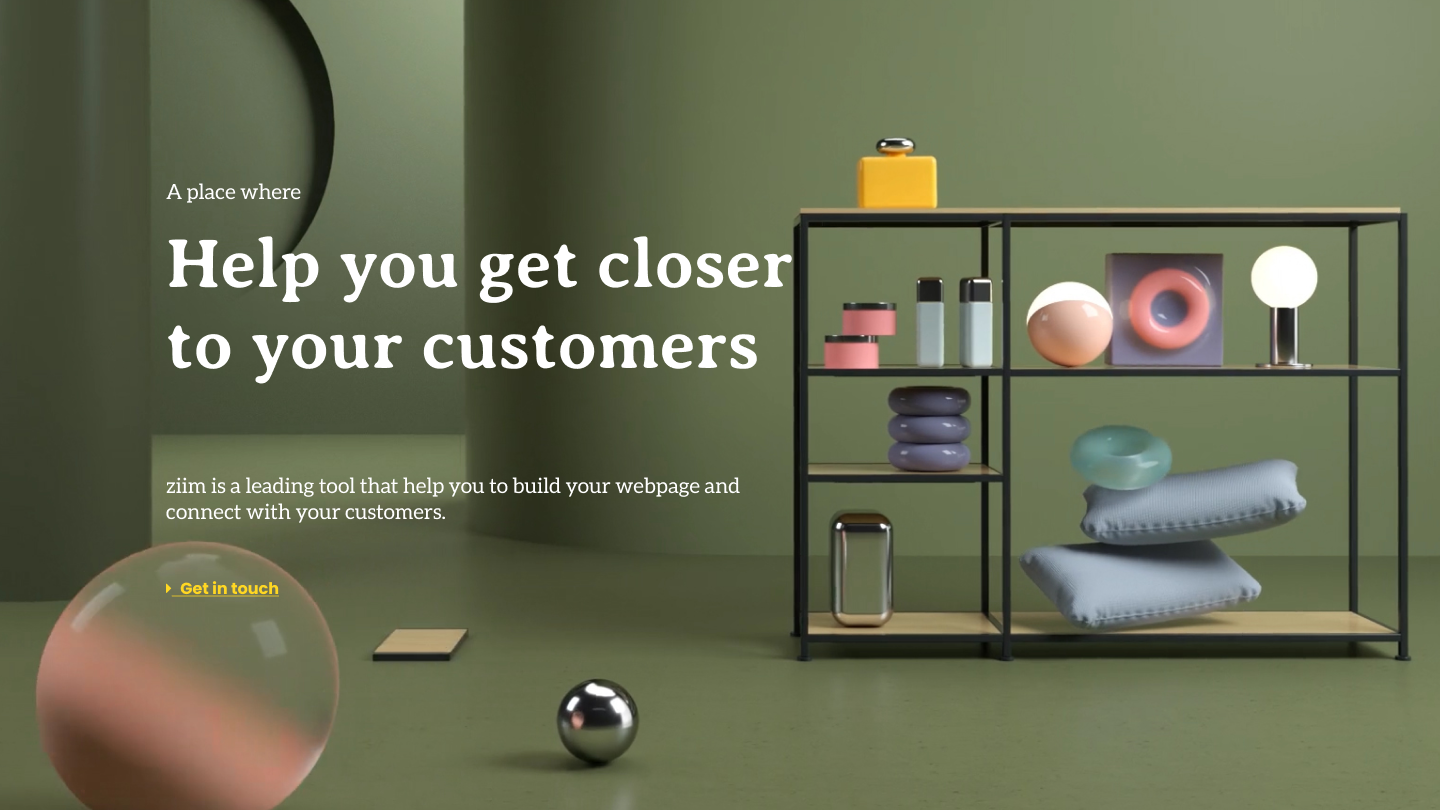 A place where
Help you get closer
to your customers
ziim is a leading tool that help you to build your webpage and
connect with your customers.
Get in touch